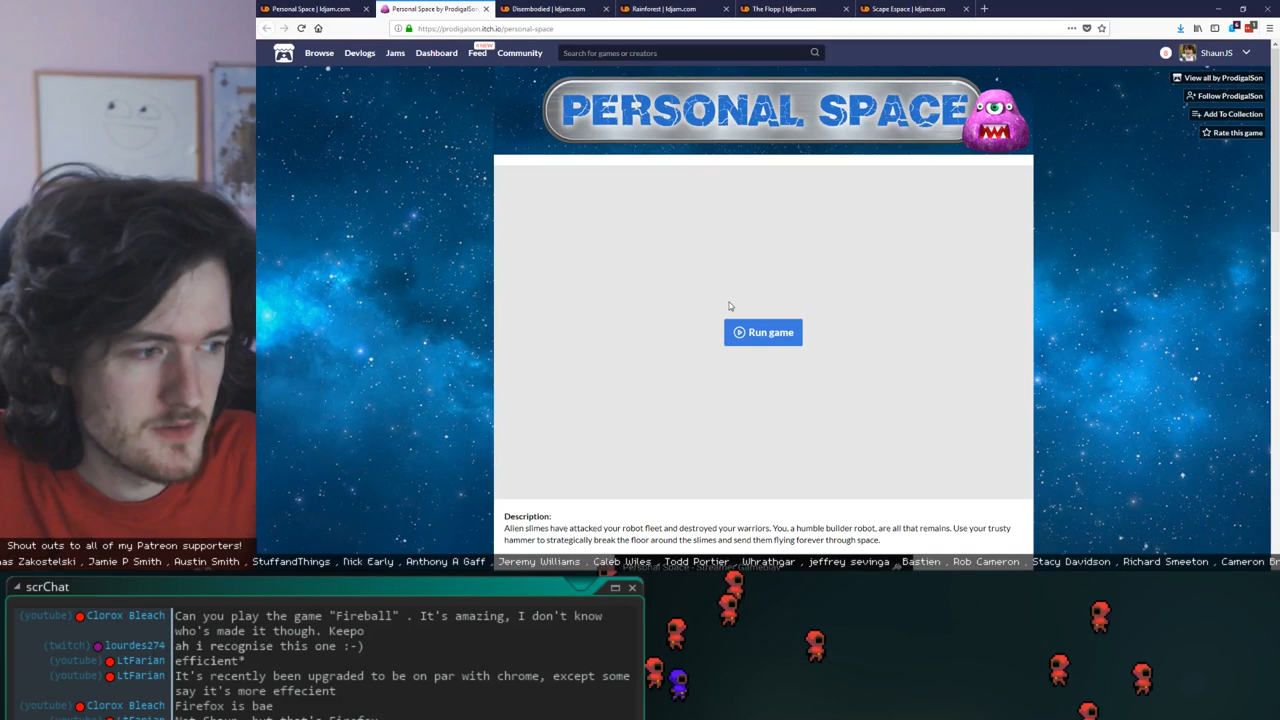 Personal Space | ldjam.com
Personal Space by ProdigalSon
Disembodied | ldjam.com
Rainforest | ldjam.com
The Flopp | ldjam.com
Scape Espace | ldjam.com
https://prodigalson.itch.io/personal-space
Browse Devlogs Jams Dashboard Feed Community
Search for games or creators
8 ShaunJS
View all by ProdigalSon
Follow ProdigalSon
Add To Collection
Rate this game
PERSONAL SPACE
Run game
Description:
Alien slimes have attacked your robot fleet and destroyed your warriors. You, a humble builder robot, are all that remains. Use your trusty
hammer to strategically break the floor around the slimes and send them flying forever through space.
Shout outs to all of my Patreon supporters!
as Zakostelski , Jamie P Smith , Austin Smith , StuffandThings , Nick Early , Anthony A Gaff , Jeremy Williams , Caleb Wiles , Todd Portier , Whrathgar , jeffrey sevinga , Bastien , Rob Cameron , Stacy Davidson , Richard Smeeton , Cameron Br
scrChat
(youtube) Clorox Bleach Can you play the game "Fireball" . It's amazing, I don't know
who's made it though. Keepo
(twitch) lourdes274 ah i recognise this one :-)
(youtube) LtFarian efficient*
(youtube) LtFarian It's recently been upgraded to be on par with chrome, except some
say it's more effecient
(youtube) Clorox Bleach Firefox is bae